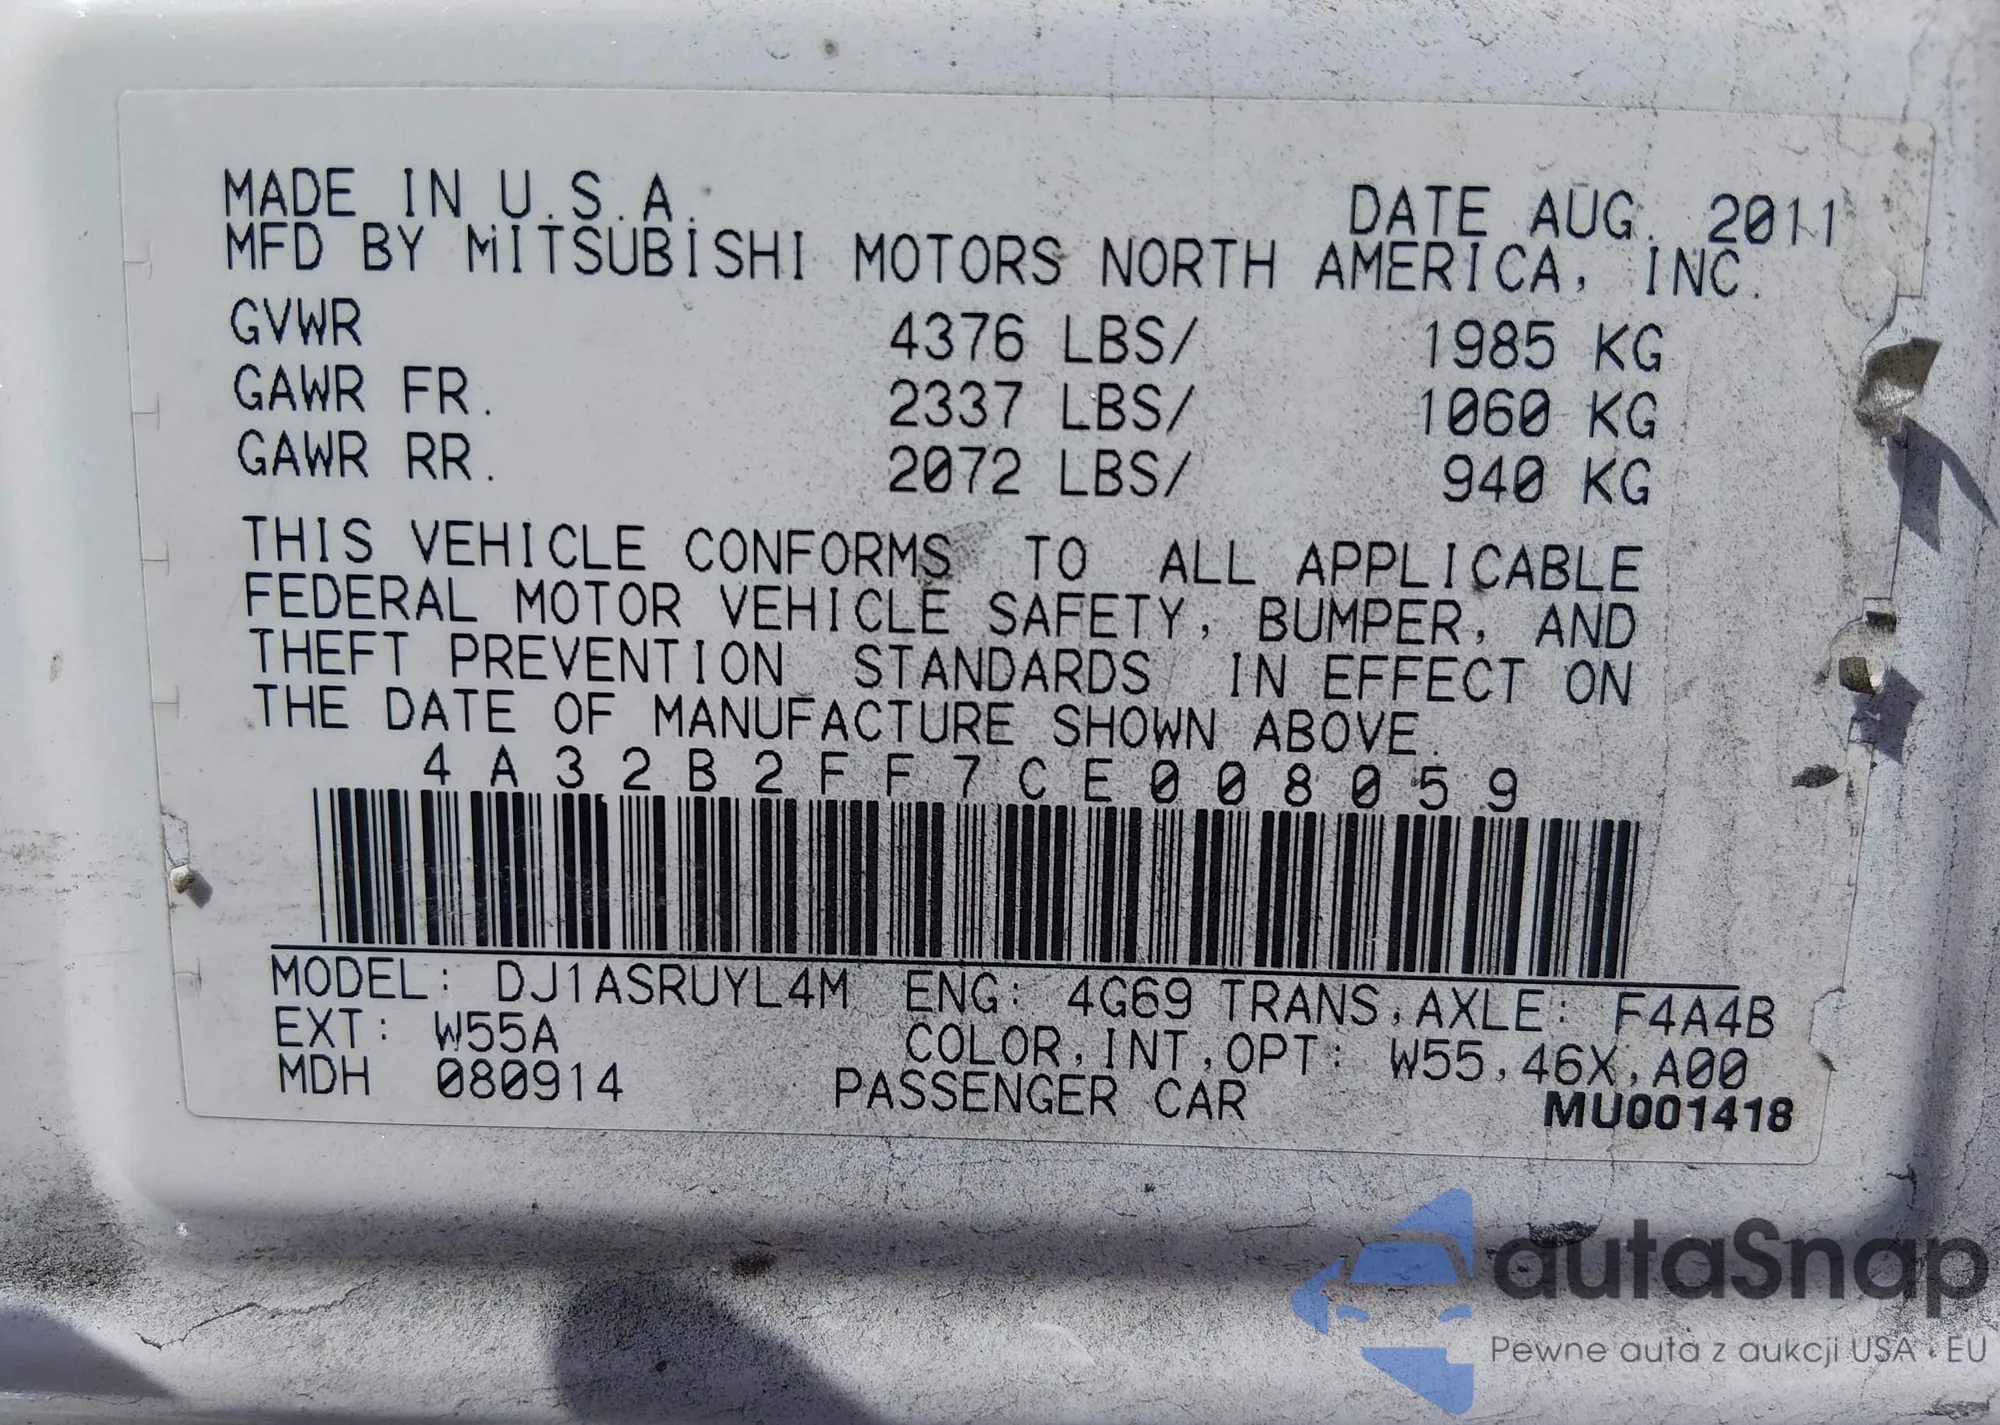 MADE IN U.S.A. DATE AUG. 2011
MFD BY MITSUBISHI MOTORS NORTH AMERICA, INC.
GVWR 4376 LBS/ 1985 KG
GAWR FR. 2337 LBS/ 1060 KG
GAWR RR. 2072 LBS/ 940 KG
THIS VEHICLE CONFORMS TO ALL APPLICABLE
FEDERAL MOTOR VEHICLE SAFETY, BUMPER, AND
THEFT PREVENTION STANDARDS IN EFFECT ON
THE DATE OF MANUFACTURE SHOWN ABOVE.
4A32B2FF7CE008059
MODEL: DJ1ASRUYL4M ENG: 4G69 TRANS,AXLE: F4A4B
EXT: W55A COLOR,INT,OPT: W55,46X,A00
MDH 080914 PASSENGER CAR MU001418
autaSnap
Pewne auta z aukcji USA i EU